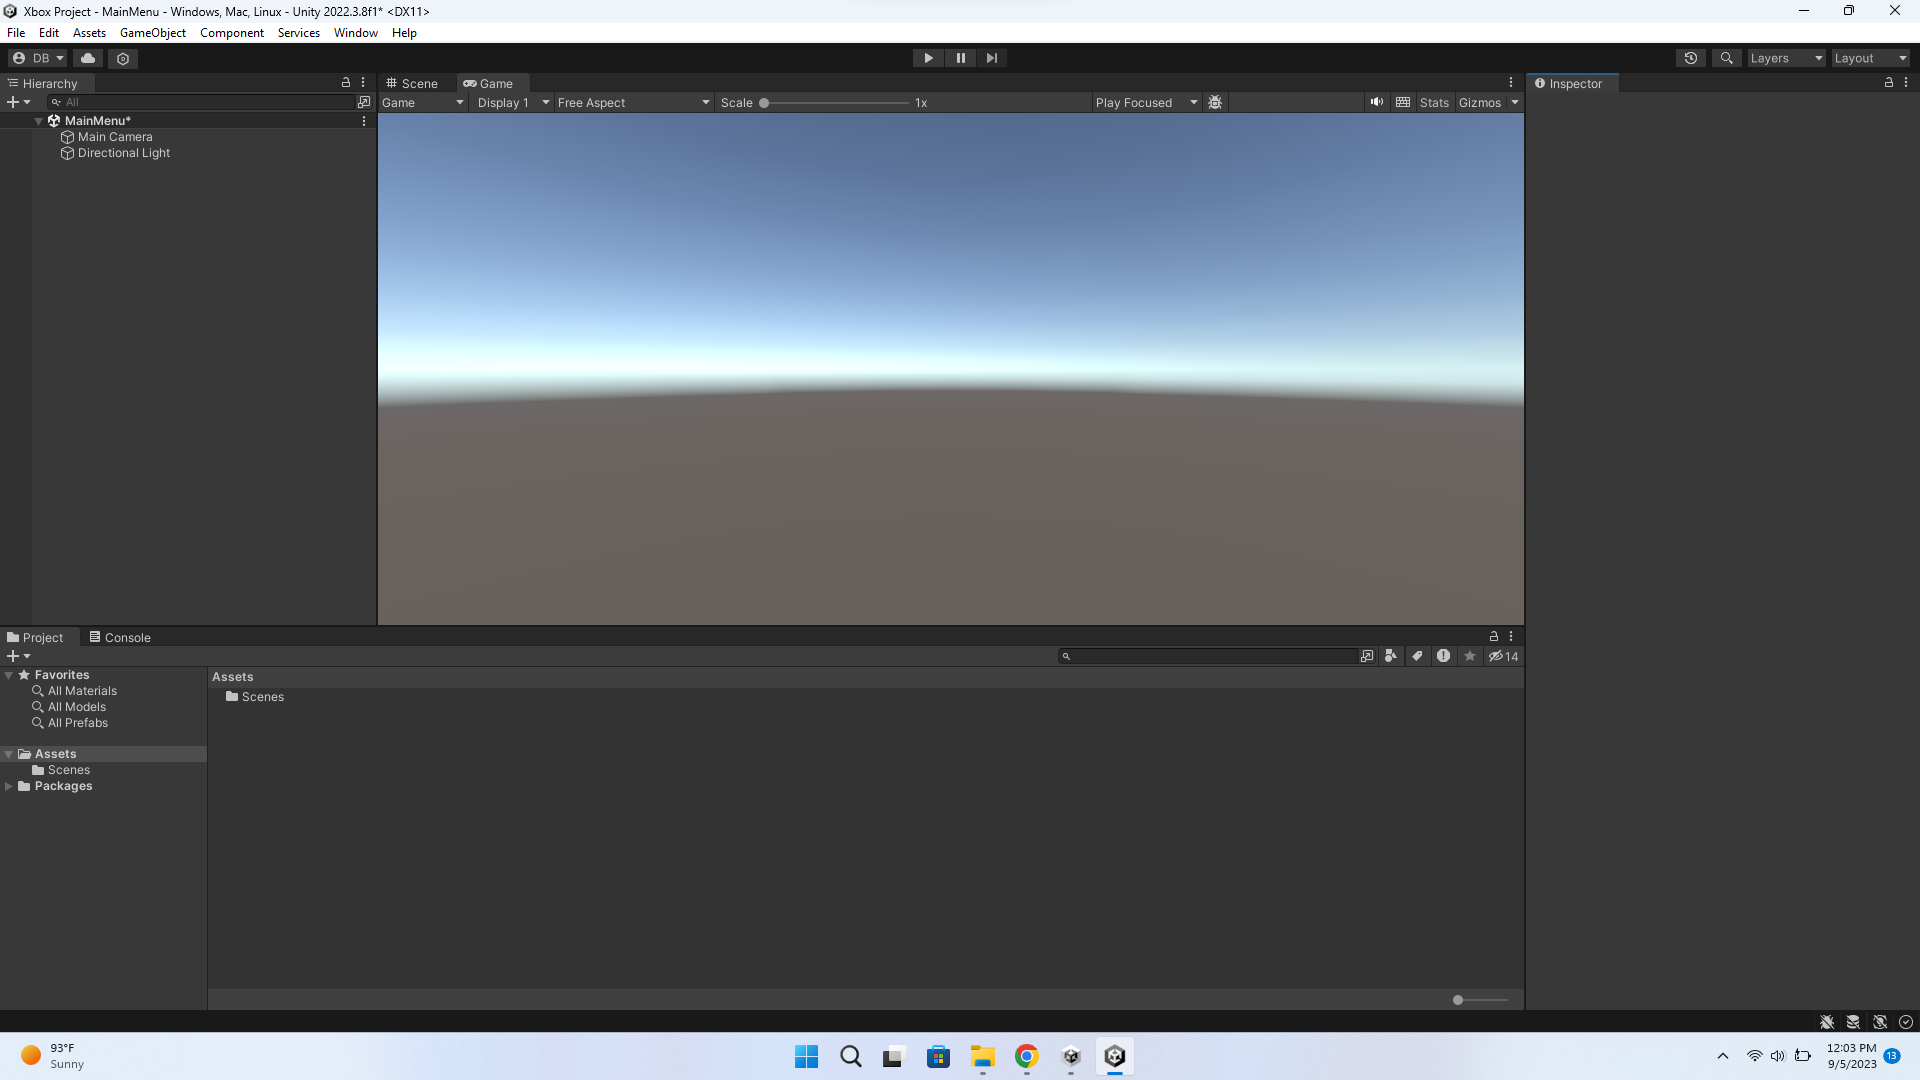 Xbox Project - MainMenu - Windows, Mac, Linux - Unity 2022.3.8f1* <DX11>
File Edit Assets GameObject Component Services Window Help
DB Layers Layout
Hierarchy Scene Game Inspector
All Game Display 1 Free Aspect Scale 1x Play Focused Stats Gizmos
MainMenu*
Main Camera
Directional Light
Project Console
14
Favorites Assets
All Materials Scenes
All Models
All Prefabs
Assets
Scenes
Packages
93°F
Sunny
12:03 PM
9/5/2023
13